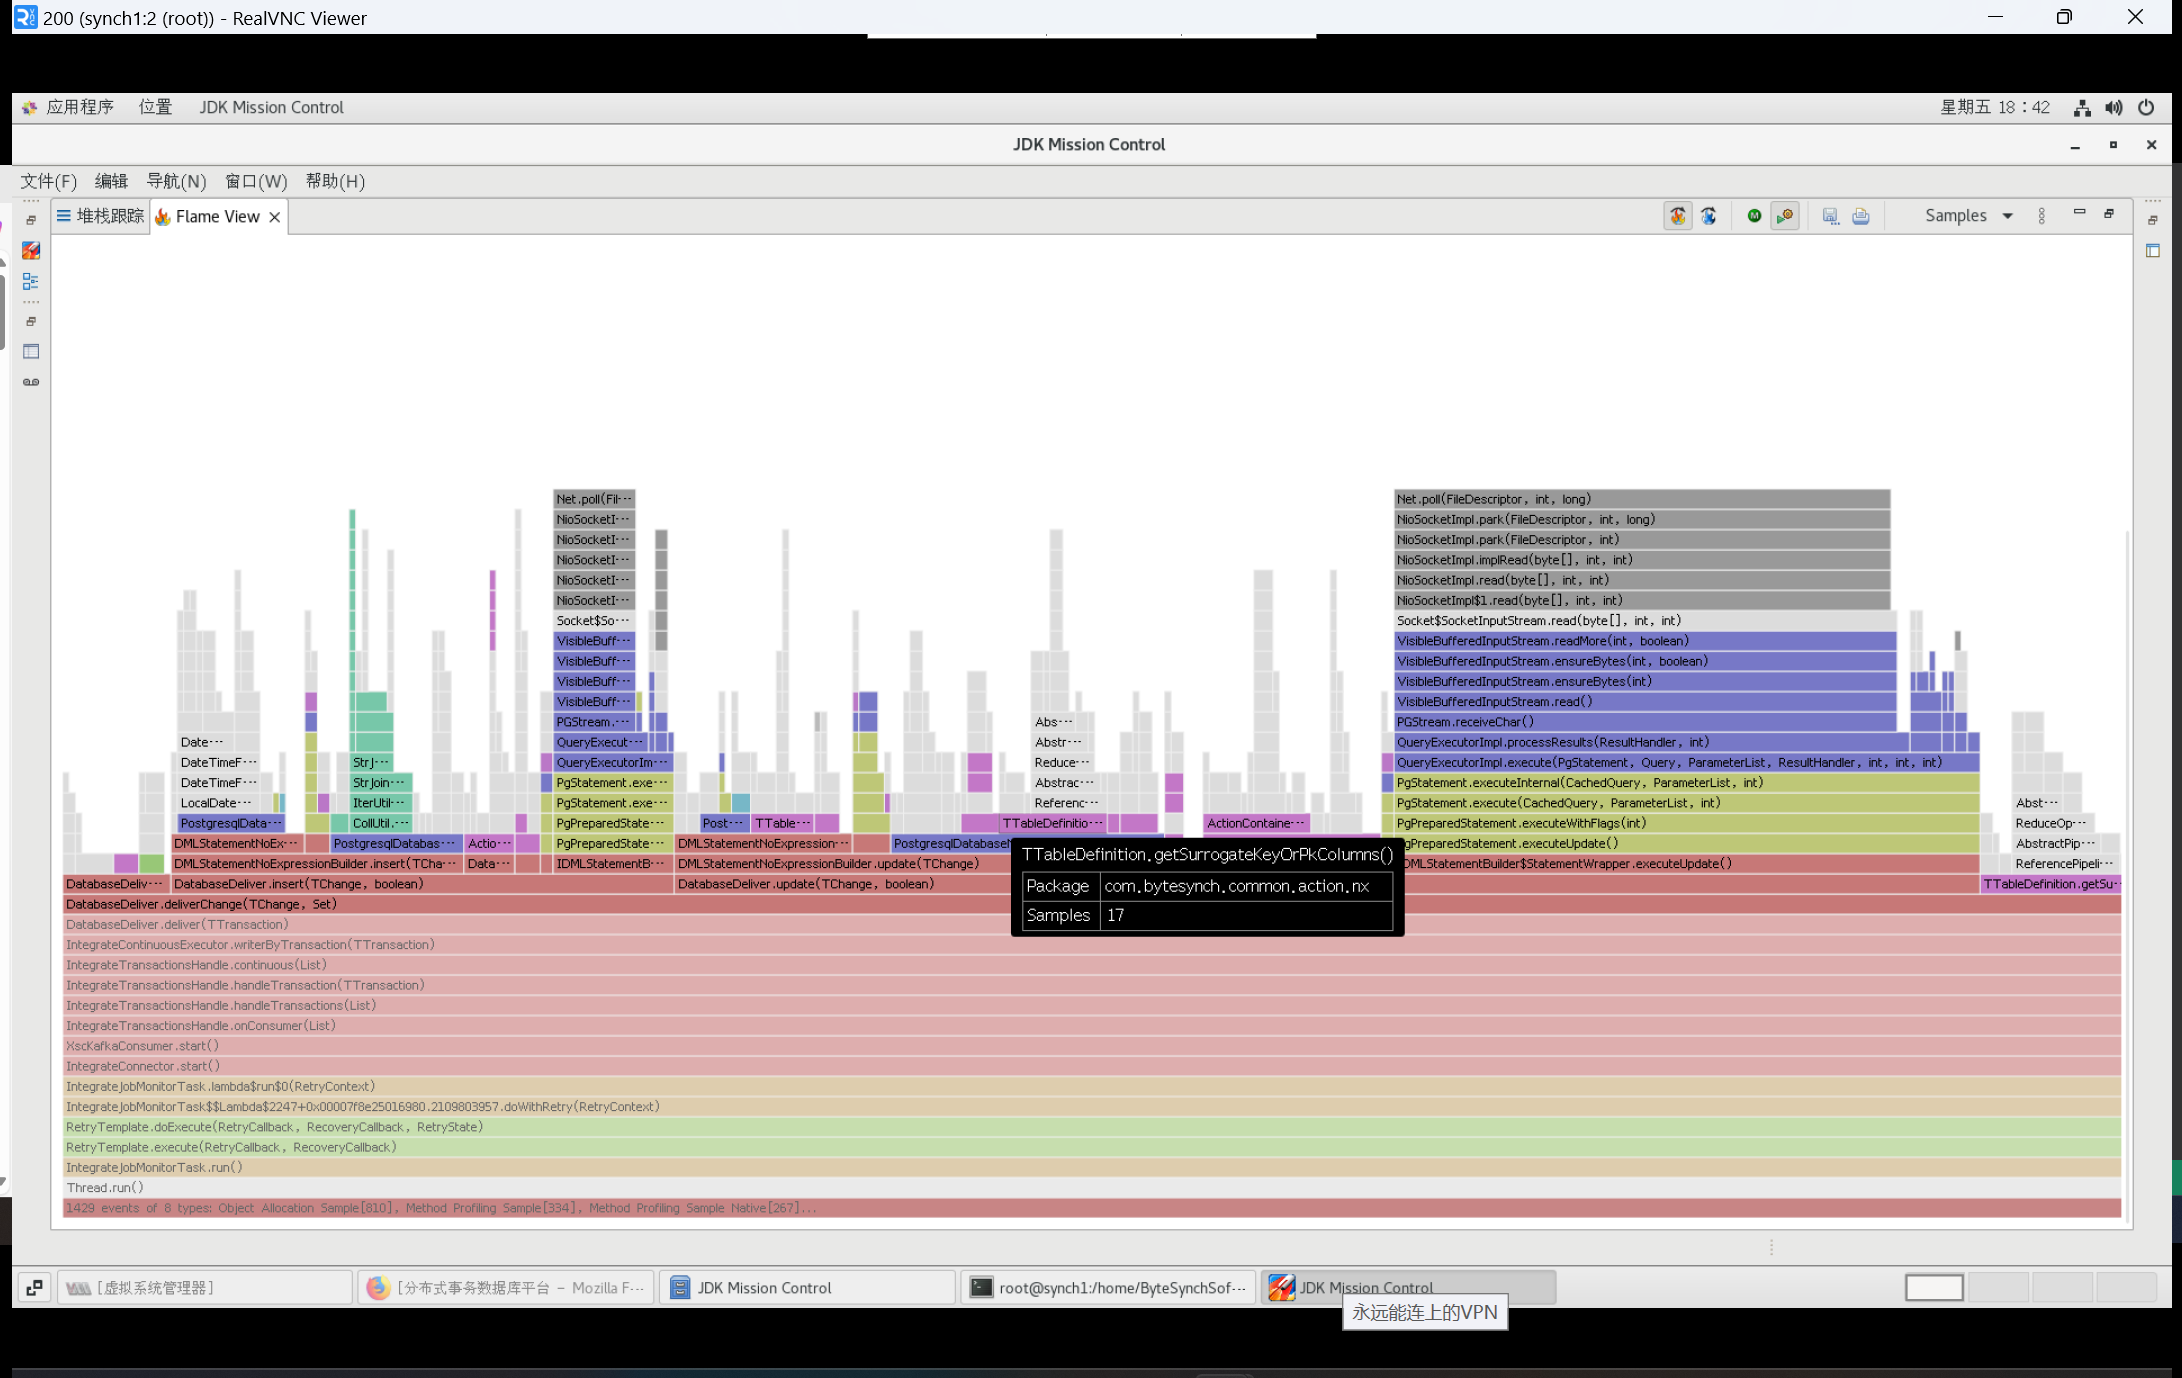 200 (synch1:2 (root)) - RealVNC Viewer
应用程序 位置 JDK Mission Control 星期五 18：42
JDK Mission Control
文件(F) 编辑 导航(N) 窗口(W) 帮助(H)
堆栈跟踪 Flame View Samples
Net.poll(Fil··· Net.poll(FileDescriptor, int, long)
NioSocketI··· NioSocketImpl.park(FileDescriptor, int, long)
NioSocketI··· NioSocketImpl.park(FileDescriptor, int)
NioSocketI··· NioSocketImpl.implRead(byte[], int, int)
NioSocketI··· NioSocketImpl.read(byte[], int, int)
NioSocketI··· NioSocketImpl$1.read(byte[], int, int)
Socket$So··· Socket$SocketInputStream.read(byte[], int, int)
VisibleBuff··· VisibleBufferedInputStream.readMore(int, boolean)
VisibleBuff··· VisibleBufferedInputStream.ensureBytes(int, boolean)
VisibleBuff··· VisibleBufferedInputStream.ensureBytes(int)
VisibleBuff··· VisibleBufferedInputStream.read()
PGStream.··· Abs··· PGStream.receiveChar()
Date··· QueryExecut··· Abstr··· QueryExecutorImpl.processResults(ResultHandler, int)
DateTimeF··· StrJ··· QueryExecutorIm··· Reduce··· QueryExecutorImpl.execute(PgStatement, Query, ParameterList, ResultHandler, int, int, int)
DateTimeF··· StrJoin··· PgStatement.exe··· Abstrac··· PgStatement.executeInternal(CachedQuery, ParameterList, int)
LocalDate··· IterUtil··· PgStatement.exe··· Referenc··· PgStatement.execute(CachedQuery, ParameterList, int) Abst···
PostgresqlData··· CollUtil.··· PgPreparedState··· Post··· TTable··· TTableDefinitio··· ActionContaine··· PgPreparedStatement.executeWithFlags(int) ReduceOp···
DMLStatementNoEx··· PostgresqlDatabas··· Actio··· PgPreparedState··· DMLStatementNoExpression··· PostgresqlDatabase gPreparedStatement.executeUpdate() AbstractPip···
DMLStatementNoExpressionBuilder.insert(TCha··· Data··· IDMLStatementB··· DMLStatementNoExpressionBuilder.update(TChange) DMLStatementBuilder$StatementWrapper.executeUpdate() ReferencePipeli···
DatabaseDeliv··· DatabaseDeliver.insert(TChange, boolean) DatabaseDeliver.update(TChange, boolean) TTableDefinition.getSu··
TTableDefinition.getSurrogateKeyOrPkColumns()
Package com.bytesynch.common.action.nx
Samples 17
DatabaseDeliver.deliverChange(TChange, Set)
DatabaseDeliver.deliver(TTransaction)
IntegrateContinuousExecutor.writerByTransaction(TTransaction)
IntegrateTransactionsHandle.continuous(List)
IntegrateTransactionsHandle.handleTransaction(TTransaction)
IntegrateTransactionsHandle.handleTransactions(List)
IntegrateTransactionsHandle.onConsumer(List)
XscKafkaConsumer.start()
IntegrateConnector.start()
IntegrateJobMonitorTask.lambda$run$0(RetryContext)
IntegrateJobMonitorTask$$Lambda$2247+0x00007f8e25016980.2109803957.doWithRetry(RetryContext)
RetryTemplate.doExecute(RetryCallback, RecoveryCallback, RetryState)
RetryTemplate.execute(RetryCallback, RecoveryCallback)
IntegrateJobMonitorTask.run()
Thread.run()
1429 events of 8 types: Object Allocation Sample[810], Method Profiling Sample[334], Method Profiling Sample Native[267]...
[虚拟系统管理器] [分布式事务数据库平台 – Mozilla F··· JDK Mission Control root@synch1:/home/ByteSynchSof··· JDK Mission Control
永远能连上的VPN